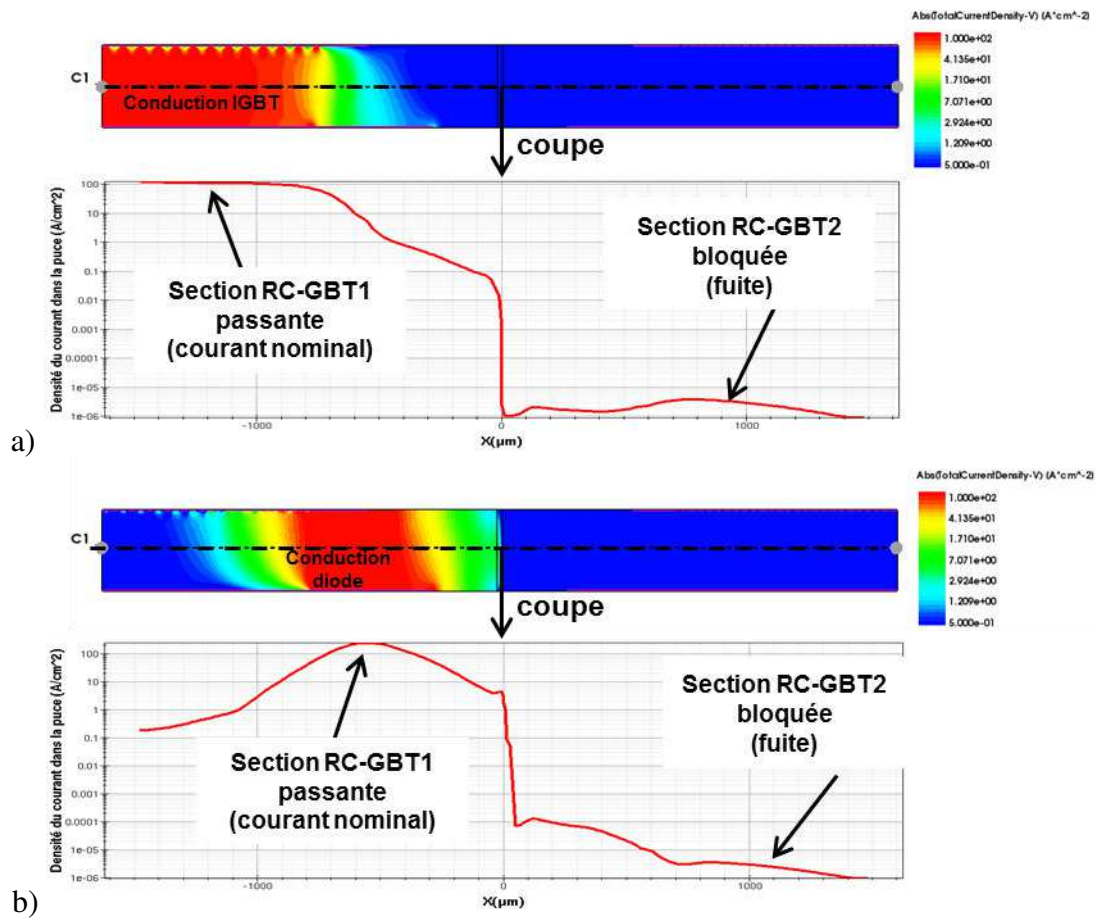 a)
Abs(TotalCurrentDensity-V) (A*cm^-2)
1.000e+02
4.135e+01
1.710e+01
7.071e+00
2.924e+00
1.209e+00
5.000e-01
C1
Conduction IGBT
coupe
Densité du courant dans la puce (A/cm^2)
100
10
1
0.1
0.01
0.001
0.0001
1e-05
1e-06
Section RC-GBT1
passante
(courant nominal)
Section RC-GBT2
bloquée
(fuite)
-1000
0
1000
X(µm)
b)
Abs(TotalCurrentDensity-V) (A*cm^-2)
1.000e+02
4.135e+01
1.710e+01
7.071e+00
2.924e+00
1.209e+00
5.000e-01
C1
Conduction
diode
coupe
Densité du courant dans la puce (A/cm^2)
100
10
1
0.1
0.01
0.001
0.0001
1e-05
1e-06
Section RC-GBT1
passante
(courant nominal)
Section RC-GBT2
bloquée
(fuite)
-1000
0
1000
X(µm)